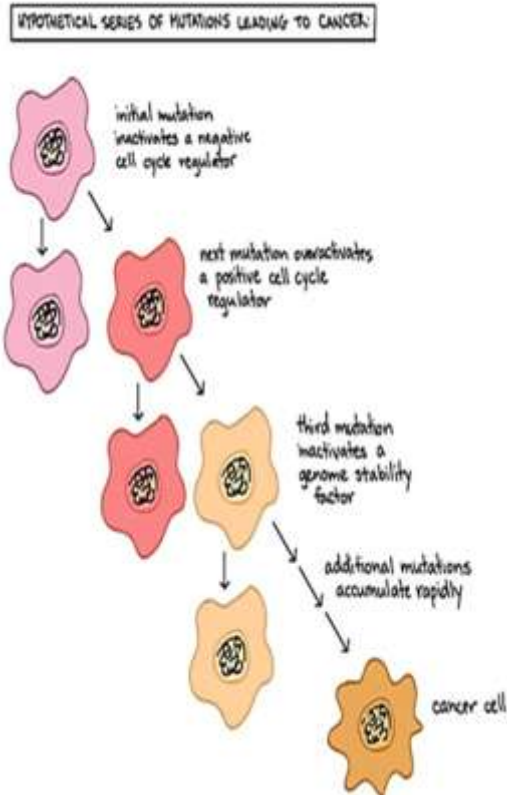 HYPOTHETICAL SERIES OF MUTATIONS LEADING TO CANCER:
initial mutation
inactivates a negative
cell cycle regulator
next mutation overactivates
a positive cell cycle
regulator
third mutation
inactivates a
genome stability
factor
additional mutations
accumulate rapidly
cancer cell